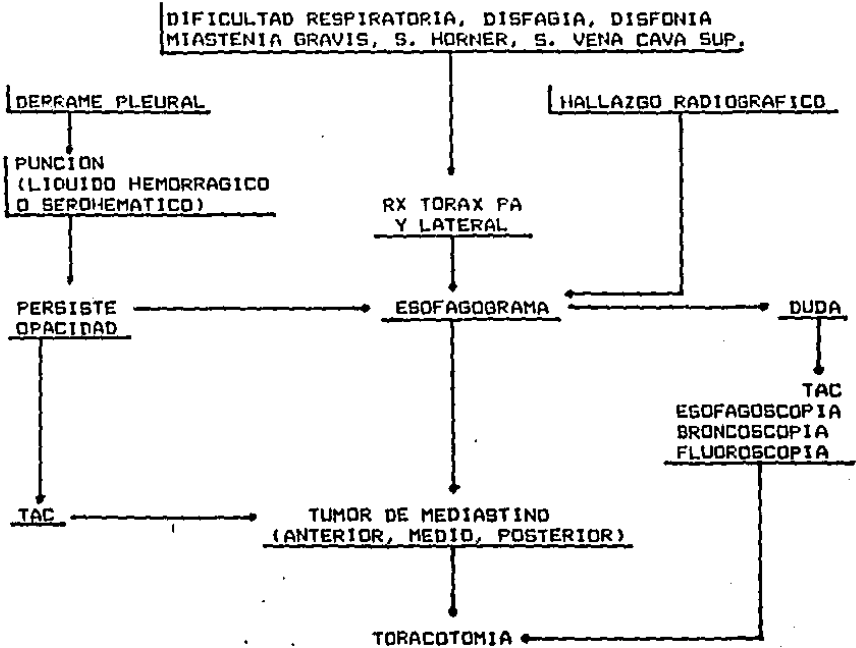 DIFICULTAD RESPIRATORIA, DISFAGIA, DISFONIA
MIASTENIA GRAVIS, S. HORNER, S. VENA CAVA SUP.
DERRAME PLEURAL
HALLAZGO RADIOGRAFICO
PUNCION
(LIQUIDO HEMORRAGICO
O SEROHEMATICO)
RX TORAX PA
Y LATERAL
PERSISTE
OPACIDAD
ESOFAGOGRAMA
DUDA
TAC
ESOFAGOSCOPIA
BRONCOSCOPIA
FLUOROSCOPIA
TAC
TUMOR DE MEDIASTINO
(ANTERIOR, MEDIO, POSTERIOR)
TORACOTOMIA